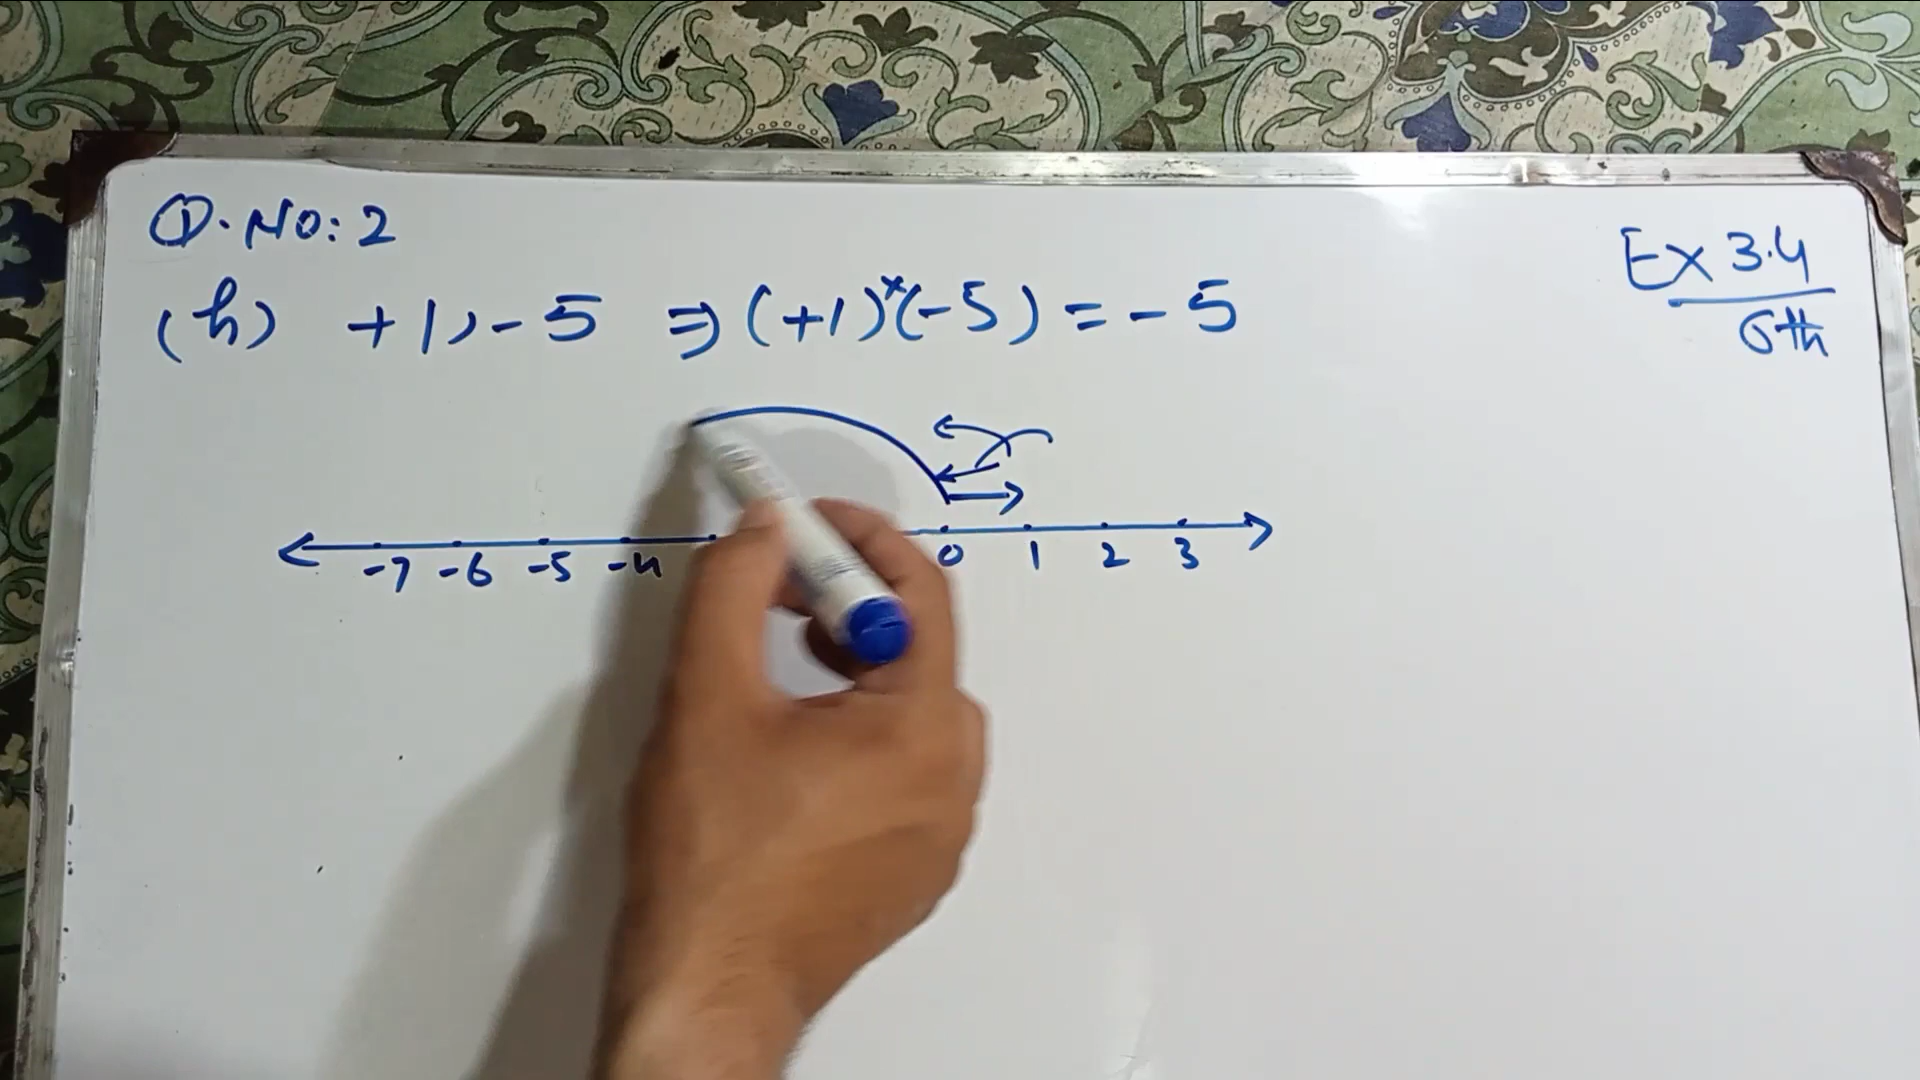 Q.No:2
Ex 3.4
6th
(h) +1, -5 ⇒ (+1)×(-5) = -5
-7 -6 -5 -4 0 1 2 3